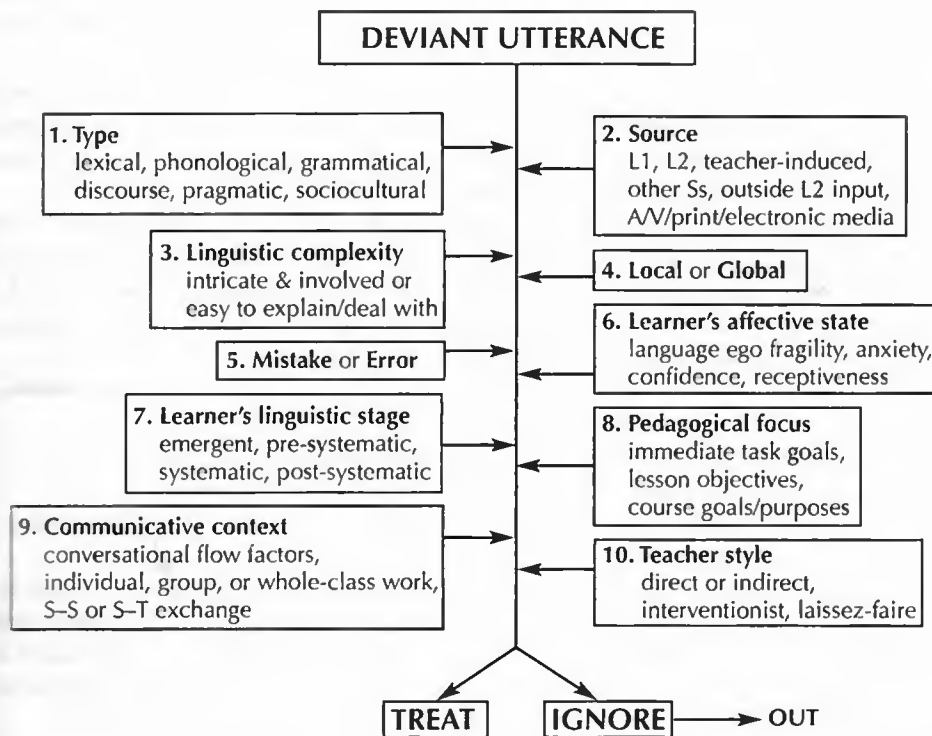 DEVIANT UTTERANCE
1. Type
lexical, phonological, grammatical,
discourse, pragmatic, sociocultural
2. Source
L1, L2, teacher-induced,
other Ss, outside L2 input,
A/V/print/electronic media
3. Linguistic complexity
intricate & involved or
easy to explain/deal with
4. Local or Global
5. Mistake or Error
6. Learner's affective state
language ego fragility, anxiety,
confidence, receptiveness
7. Learner's linguistic stage
emergent, pre-systematic,
systematic, post-systematic
8. Pedagogical focus
immediate task goals,
lesson objectives,
course goals/purposes
9. Communicative context
conversational flow factors,
individual, group, or whole-class work,
S–S or S–T exchange
10. Teacher style
direct or indirect,
interventionist, laissez-faire
TREAT
IGNORE
OUT